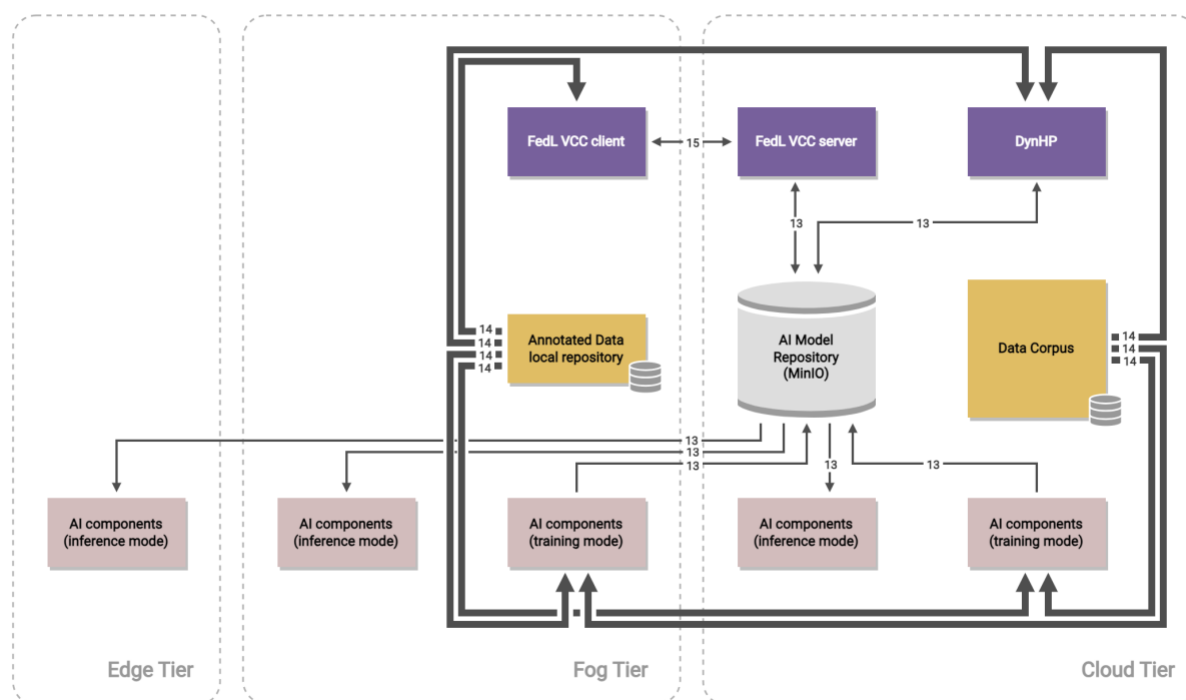 FedL VCC client
15
FedL VCC server
DynHP
13
13
14
14
14
14
Annotated Data
local repository
AI Model
Repository
(MinIO)
Data Corpus
14
14
14
13
13
13
13
13
AI components
(inference mode)
AI components
(inference mode)
AI components
(training mode)
AI components
(inference mode)
AI components
(training mode)
Edge Tier
Fog Tier
Cloud Tier